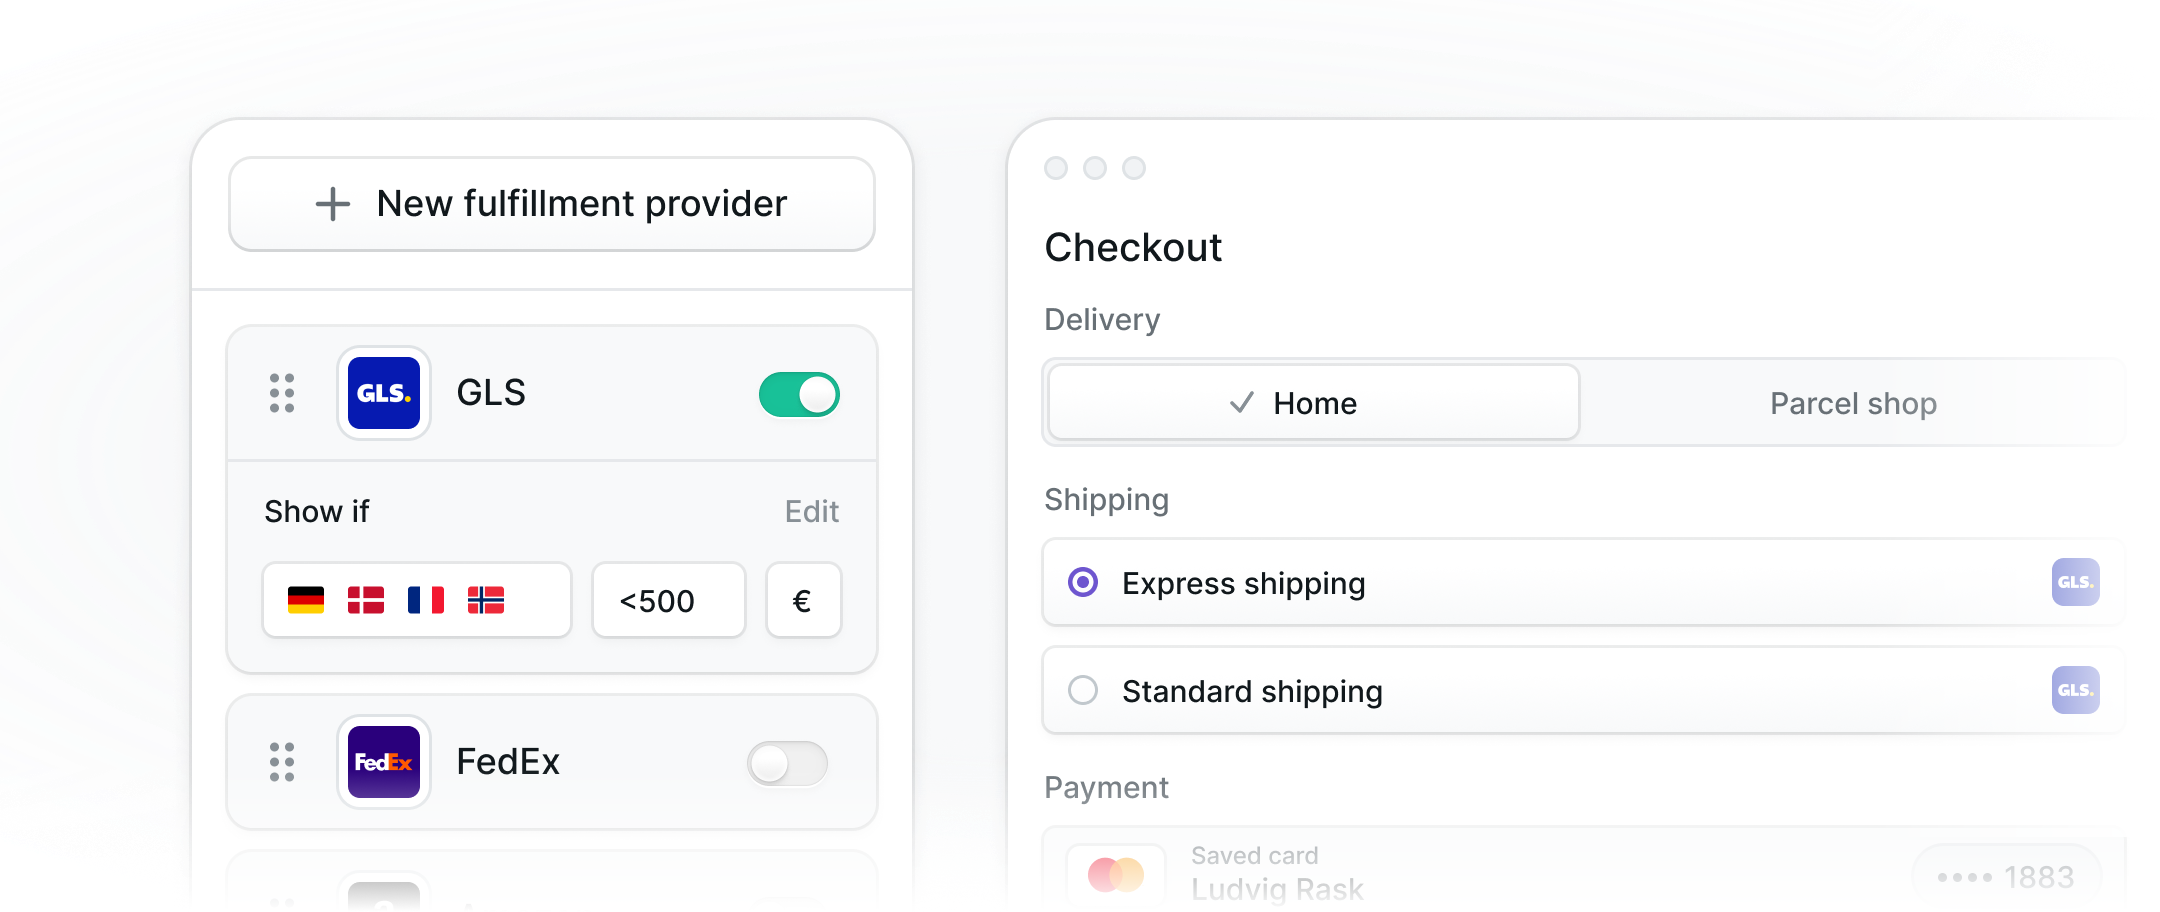 New fulfillment provider
GLS.
GLS
Show if
Edit
<500
€
FedEx
FedEx
Checkout
Delivery
Home
Parcel shop
Shipping
Express shipping
GLS.
Standard shipping
GLS.
Payment
Saved card
Ludvig Rask
•••• 1883